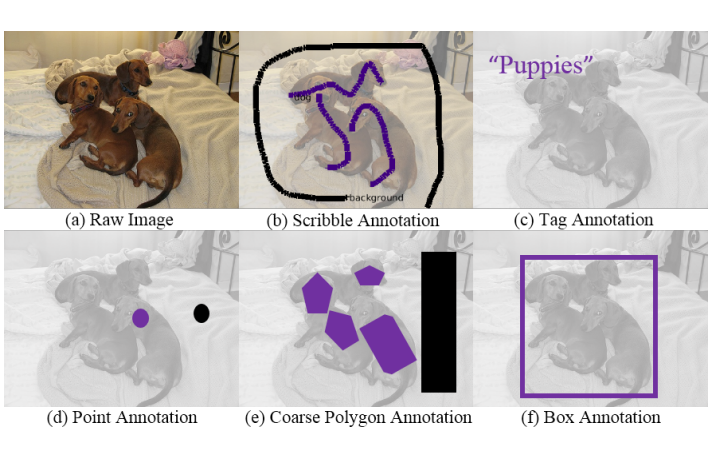 dog
background
“Puppies”
(a) Raw Image
(b) Scribble Annotation
(c) Tag Annotation
(d) Point Annotation
(e) Coarse Polygon Annotation
(f) Box Annotation